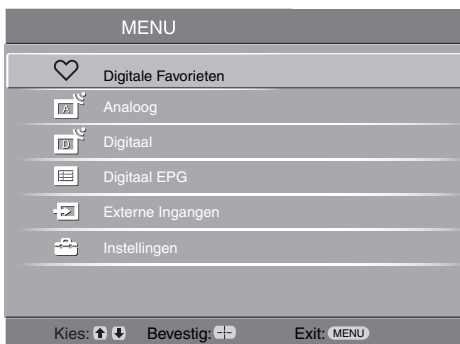 MENU
Digitale Favorieten
A Analoog
D Digitaal
Digitaal EPG
Externe Ingangen
Instellingen
Kies: Bevestig: Exit: MENU